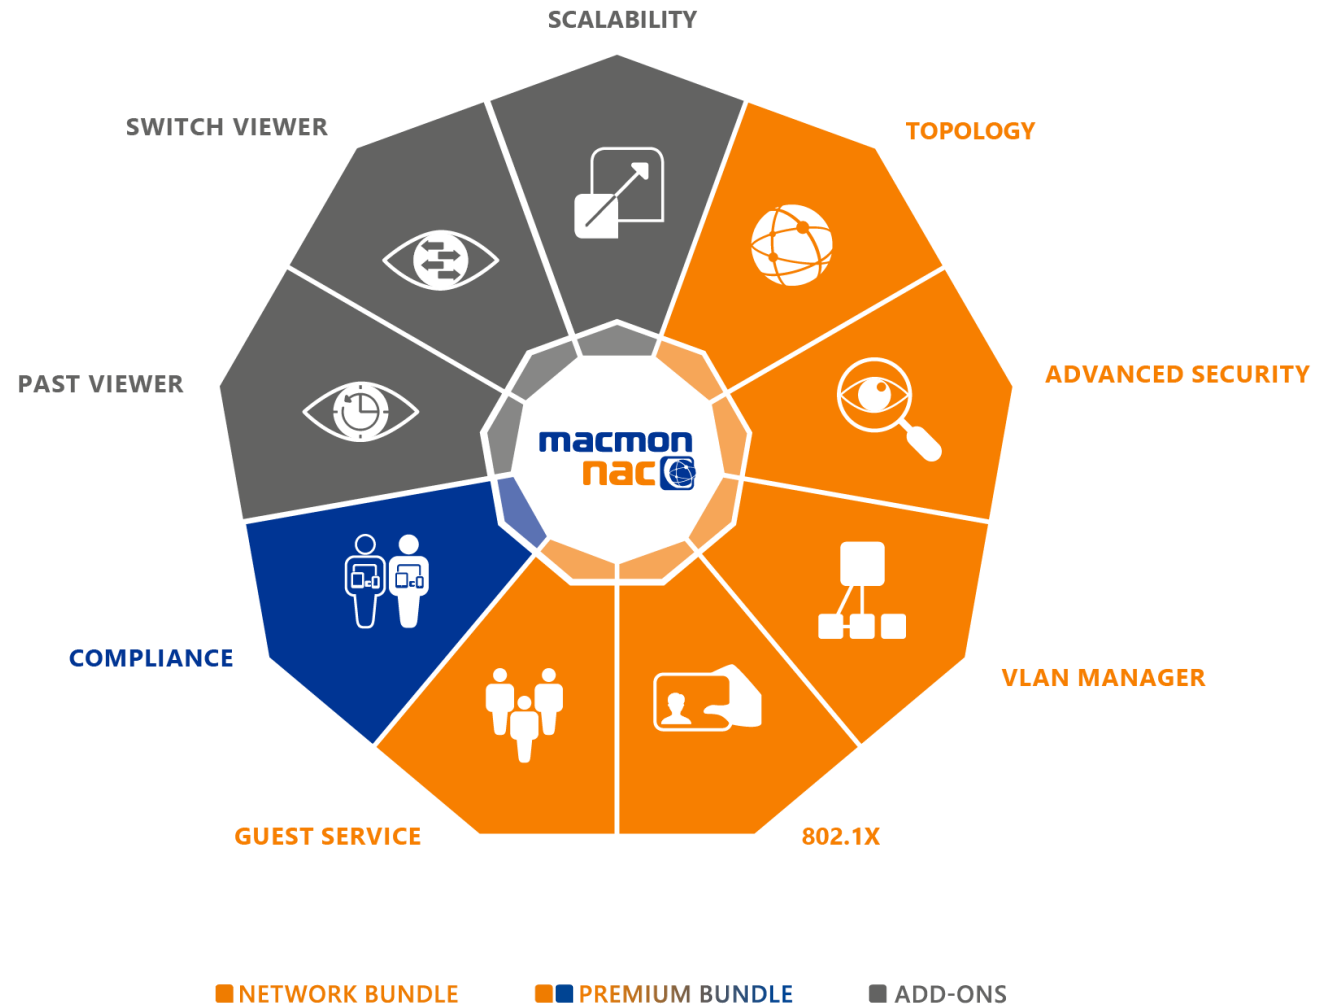 SCALABILITY
SWITCH VIEWER
TOPOLOGY
ADVANCED SECURITY
PAST VIEWER
macmon
nac
COMPLIANCE
VLAN MANAGER
GUEST SERVICE
802.1X
NETWORK BUNDLE
PREMIUM BUNDLE
ADD-ONS